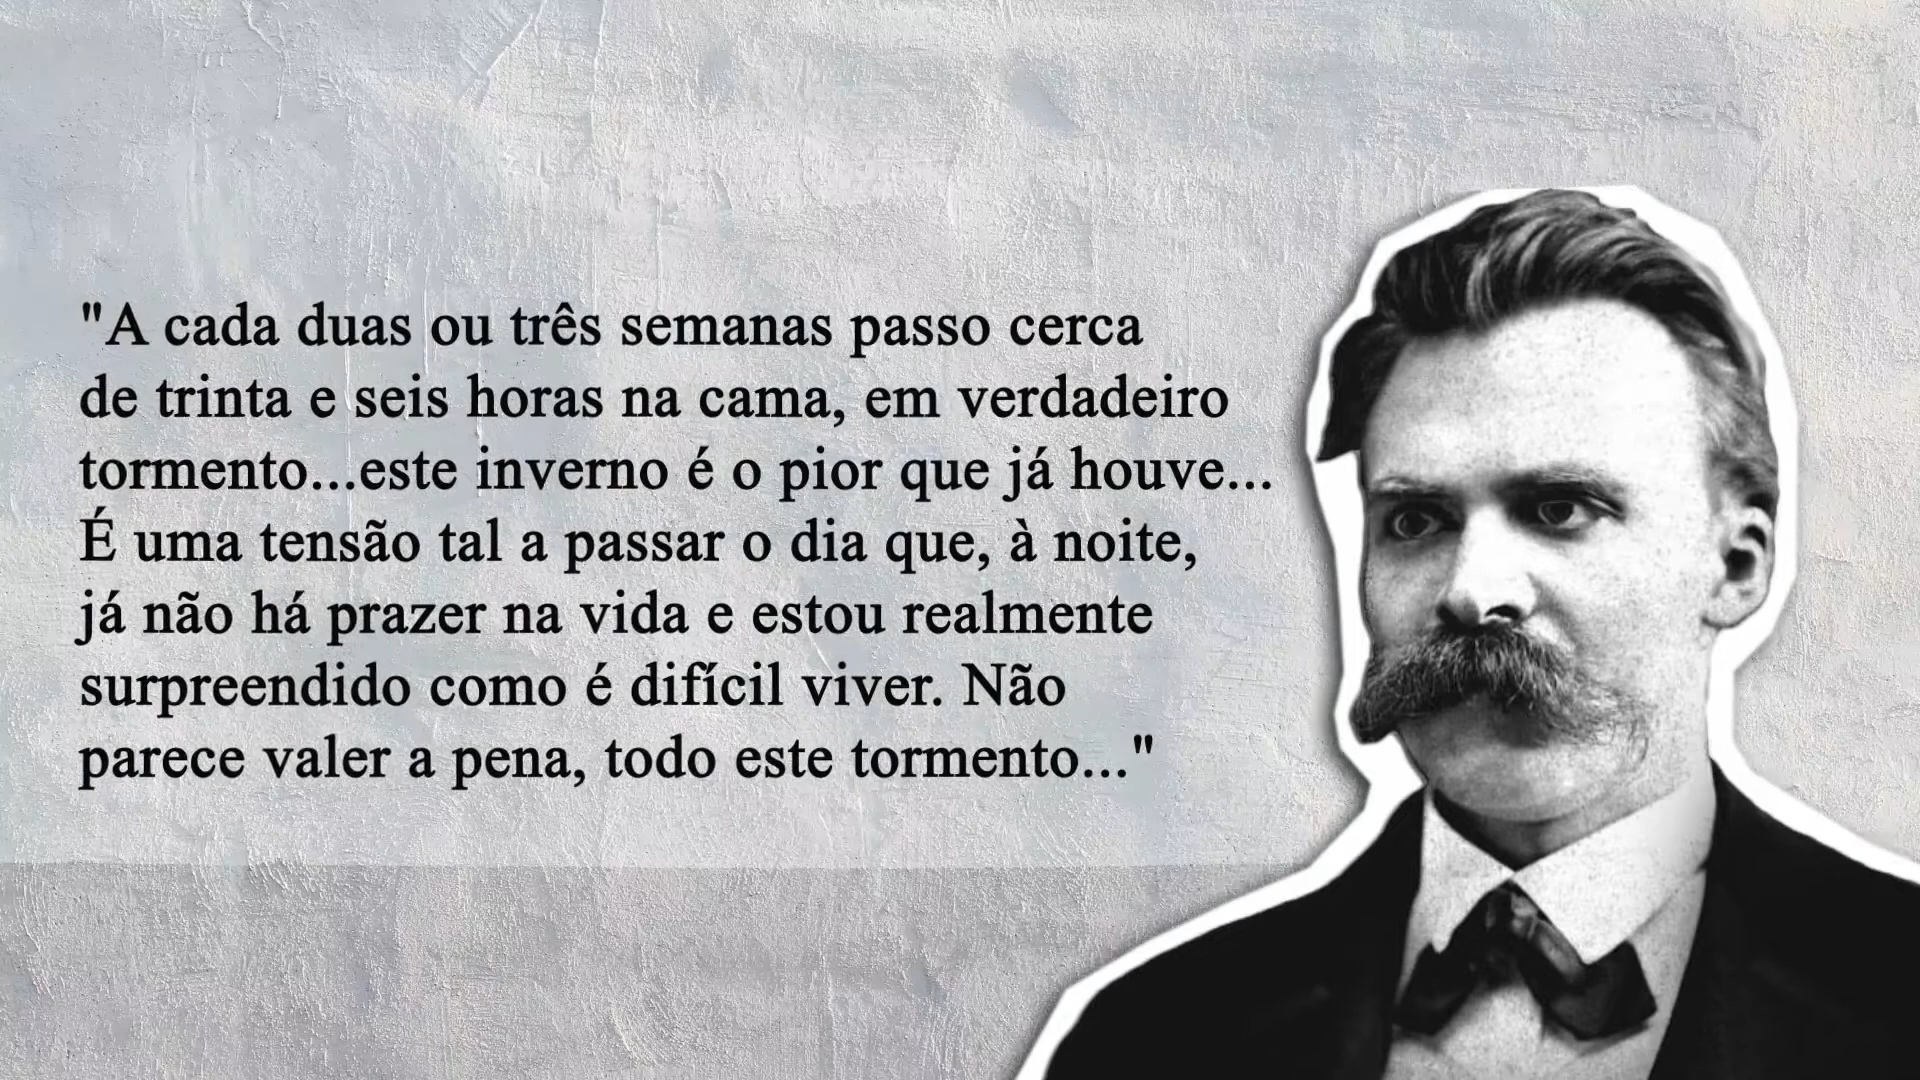 "A cada duas ou três semanas passo cerca
de trinta e seis horas na cama, em verdadeiro
tormento...este inverno é o pior que já houve...
É uma tensão tal a passar o dia que, à noite,
já não há prazer na vida e estou realmente
surpreendido como é difícil viver. Não
parece valer a pena, todo este tormento..."